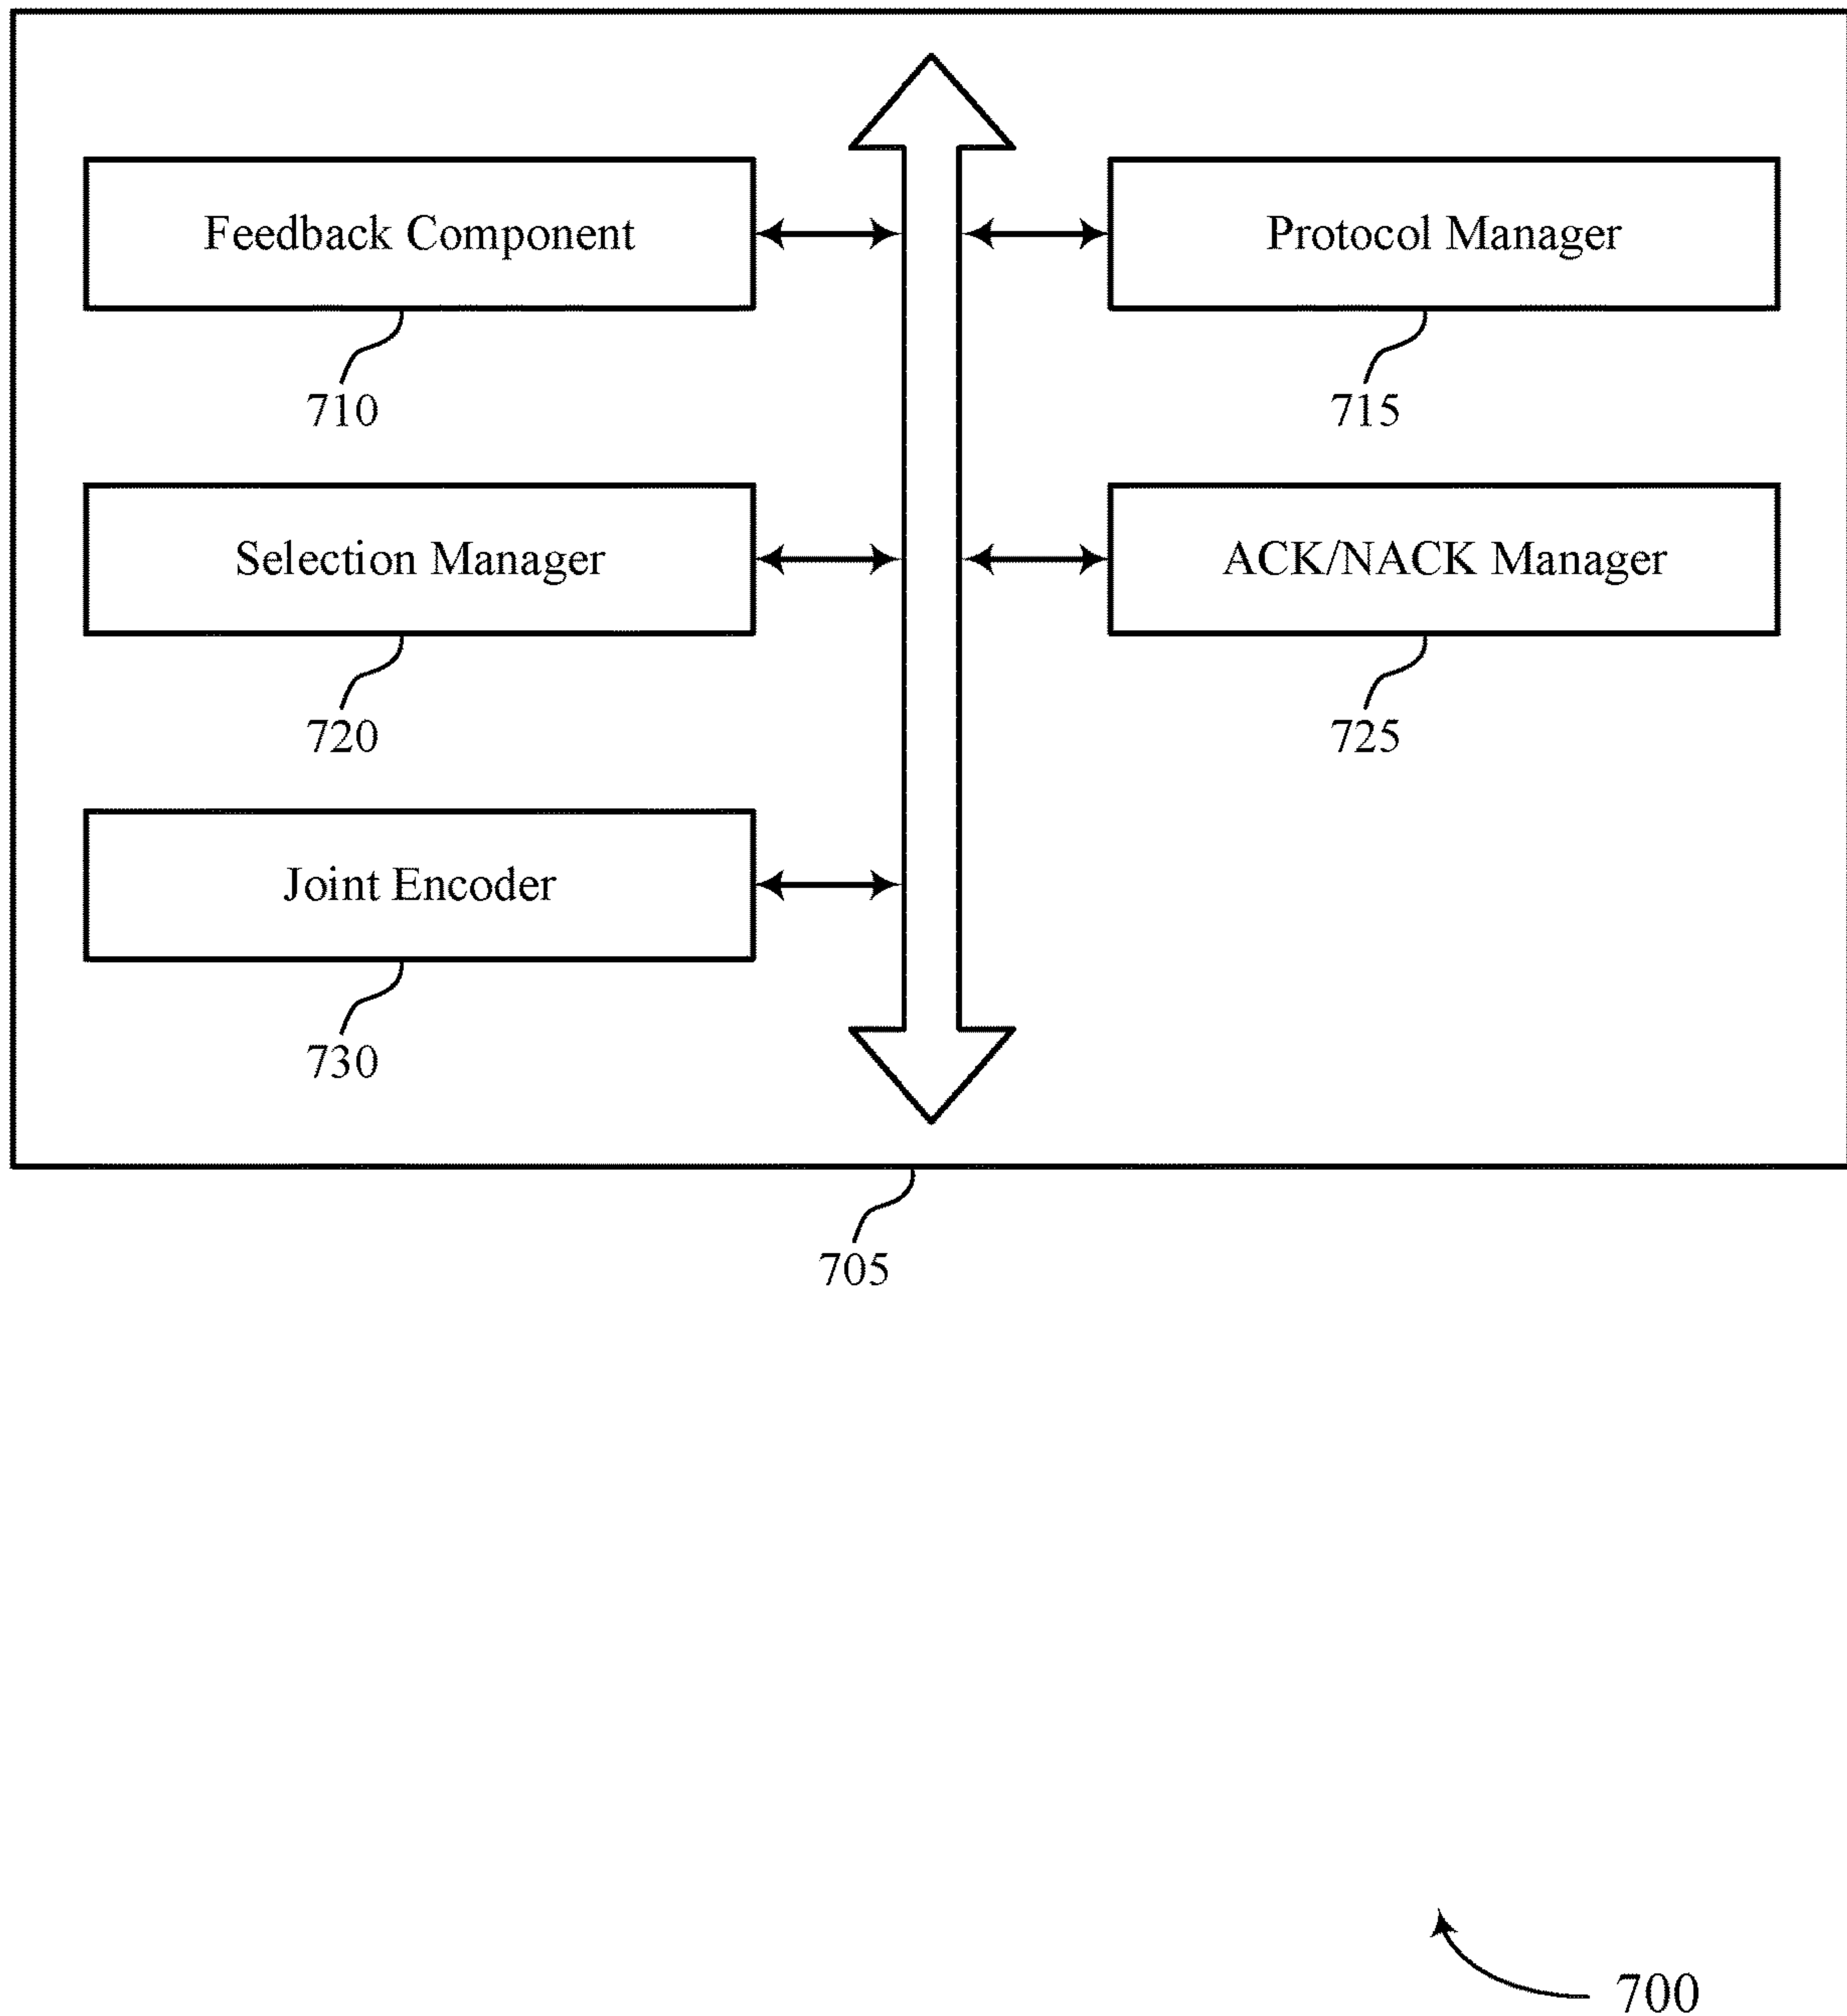 Feedback Component
Protocol Manager
710
715
Selection Manager
ACK/NACK Manager
720
725
Joint Encoder
730
705
700